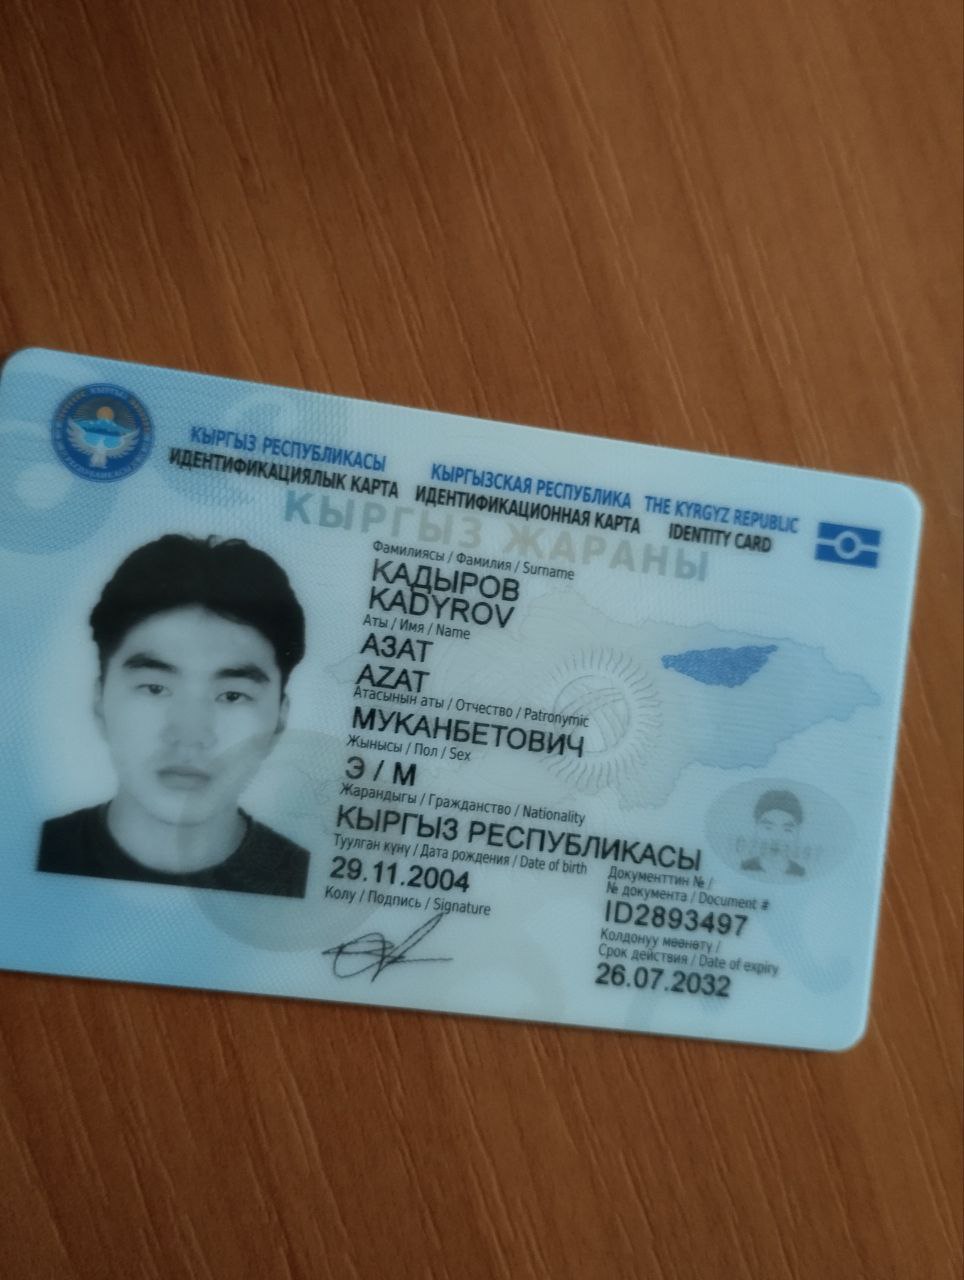 КЫРГЫЗ РЕСПУБЛИКАСЫ КЫРГЫЗСКАЯ РЕСПУБЛИКА THE KYRGYZ REPUBLIC
ИДЕНТИФИКАЦИЯЛЫК КАРТА ИДЕНТИФИКАЦИОННАЯ КАРТА IDENTITY CARD
КЫРГЫЗ ЖАРАНЫ
Фамилиясы / Фамилия / Surname
КАДЫРОВ
KADYROV
Аты / Имя / Name
АЗАТ
AZAT
Атасынын аты / Отчество / Patronymic
МУКАНБЕТОВИЧ
Жынысы / Пол / Sex
Э / М
Жарандыгы / Гражданство / Nationality
КЫРГЫЗ РЕСПУБЛИКАСЫ
Туулган күнү / Дата рождения / Date of birth
29.11.2004
Колу / Подпись / Signature
Документтин № /
№ документа / Document #
ID2893497
Колдонуу мөөнөтү /
Срок действия / Date of expiry
26.07.2032